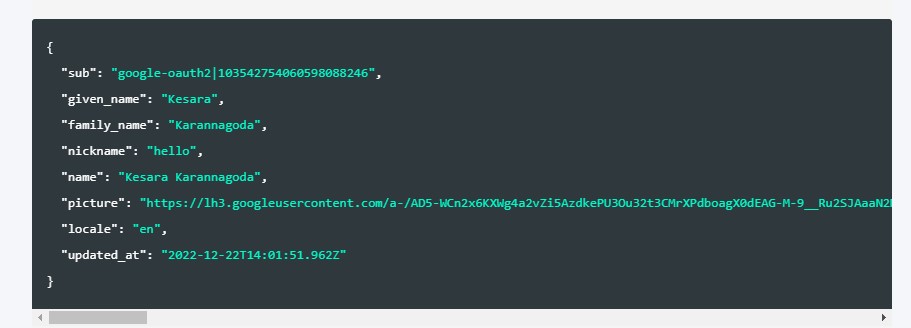 {
"sub": "google-oauth2|103542754060598088246",
"given_name": "Kesara",
"family_name": "Karannagoda",
"nickname": "hello",
"name": "Kesara Karannagoda",
"picture": "https://lh3.googleusercontent.com/a-/AD5-WCn2x6KXWg4a2vZi5AzdkePU3Ou32t3CMrXPdboagX0dEAG-M-9__Ru2SJAaaN2
"locale": "en",
"updated_at": "2022-12-22T14:01:51.962Z"
}